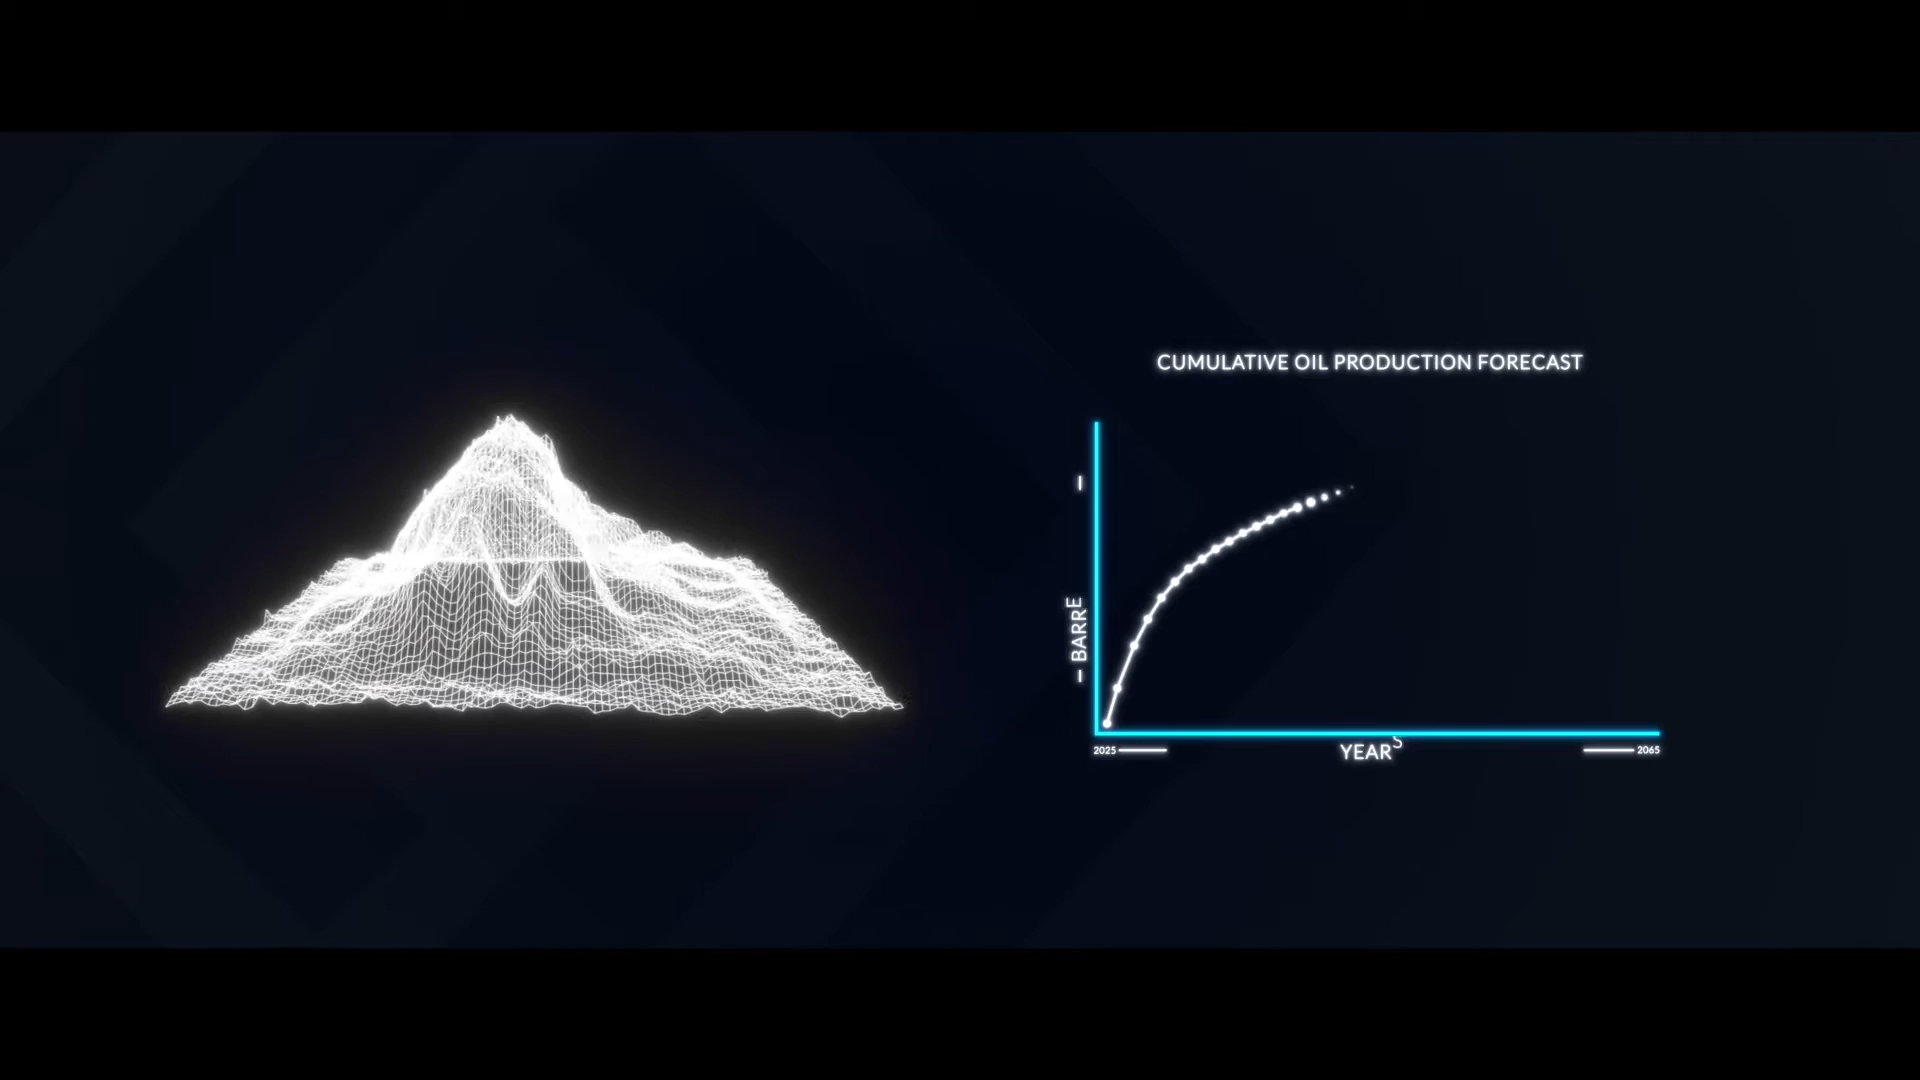 CUMULATIVE OIL PRODUCTION FORECAST
BARRE
2025
YEARS
2065